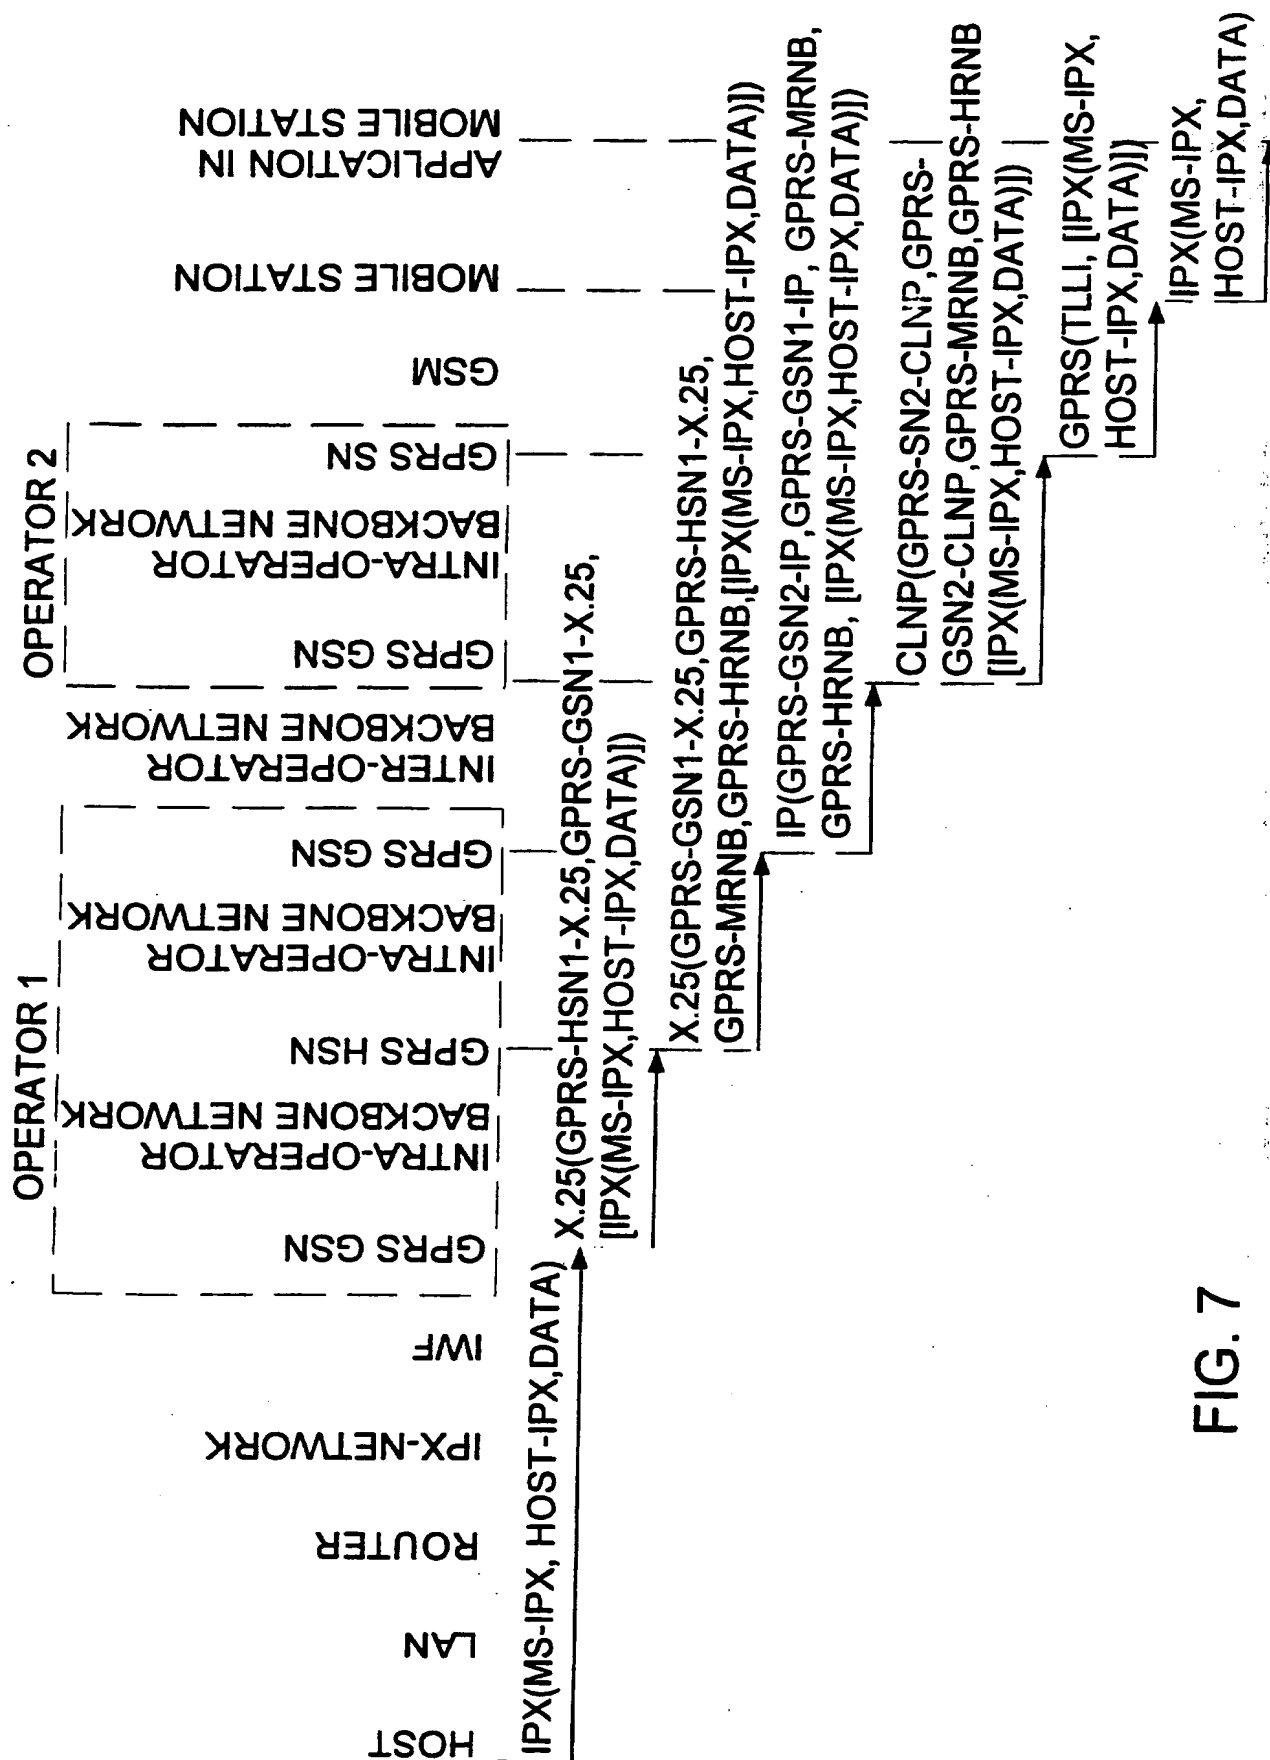 OPERATOR 1
OPERATOR 2
HOST
LAN
ROUTER
IPX-NETWORK
IWF
GPRS GSN
INTRA-OPERATOR
BACKBONE NETWORK
GPRS HSN
INTRA-OPERATOR
BACKBONE NETWORK
GPRS GSN
INTER-OPERATOR
BACKBONE NETWORK
GPRS GSN
INTRA-OPERATOR
BACKBONE NETWORK
GPRS SN
GSM
MOBILE STATION
APPLICATION IN
MOBILE STATION
IPX(MS-IPX, HOST-IPX,DATA)
X.25(GPRS-HSN1-X.25,GPRS-GSN1-X.25,
[IPX(MS-IPX,HOST-IPX,DATA)])
X.25(GPRS-GSN1-X.25,GPRS-HSN1-X.25,
GPRS-MRNB,GPRS-HRNB,[IPX(MS-IPX,HOST-IPX,DATA)])
IP(GPRS-GSN2-IP,GPRS-GSN1-IP, GPRS-MRNB,
GPRS-HRNB, [IPX(MS-IPX,HOST-IPX,DATA)])
CLNP(GPRS-SN2-CLNP,GPRS-
GSN2-CLNP,GPRS-MRNB,GPRS-HRNB
[IPX(MS-IPX,HOST-IPX,DATA)])
GPRS(TLLI, [IPX(MS-IPX,
HOST-IPX,DATA)])
IPX(MS-IPX,
HOST-IPX,DATA)
FIG. 7